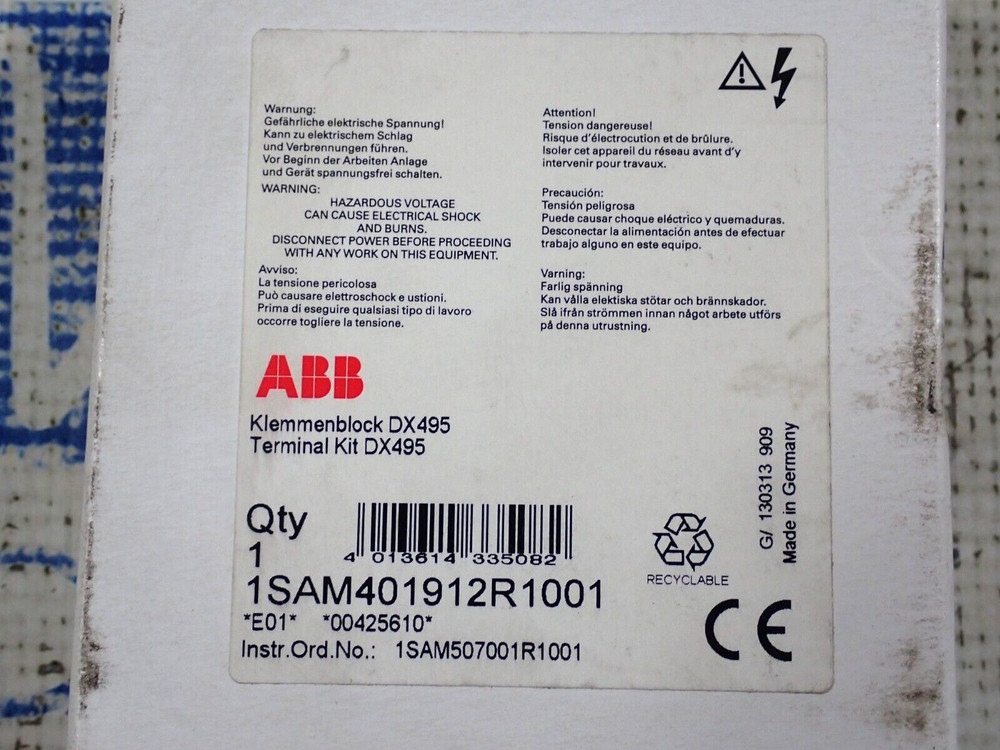 Warnung:
Gefährliche elektrische Spannung!
Kann zu elektrischem Schlag
und Verbrennungen führen.
Vor Beginn der Arbeiten Anlage
und Gerät spannungsfrei schalten.
WARNING:
HAZARDOUS VOLTAGE
CAN CAUSE ELECTRICAL SHOCK
AND BURNS.
DISCONNECT POWER BEFORE PROCEEDING
WITH ANY WORK ON THIS EQUIPMENT.
Avviso:
La tensione pericolosa
Può causare elettroschock e ustioni.
Prima di eseguire qualsiasi tipo di lavoro
occorre togliere la tensione.
Attention!
Tension dangereuse!
Risque d'électrocution et de brûlure.
Isoler cet appareil du réseau avant d'y
intervenir pour travaux.
Precaución:
Tensión peligrosa
Puede causar choque eléctrico y quemaduras.
Desconectar la alimentación antes de efectuar
trabajo alguno en este equipo.
Varning:
Farlig spänning
Kan vålla elektiska stötar och brännskador.
Slå ifrån strömmen innan något arbete utförs
på denna utrustning.
ABB
Klemmenblock DX495
Terminal Kit DX495
Qty
1
4 013614 335082
1SAM401912R1001
*E01* *00425610*
Instr.Ord.No.: 1SAM507001R1001
RECYCLABLE
CE
G/ 130313 909
Made in Germany